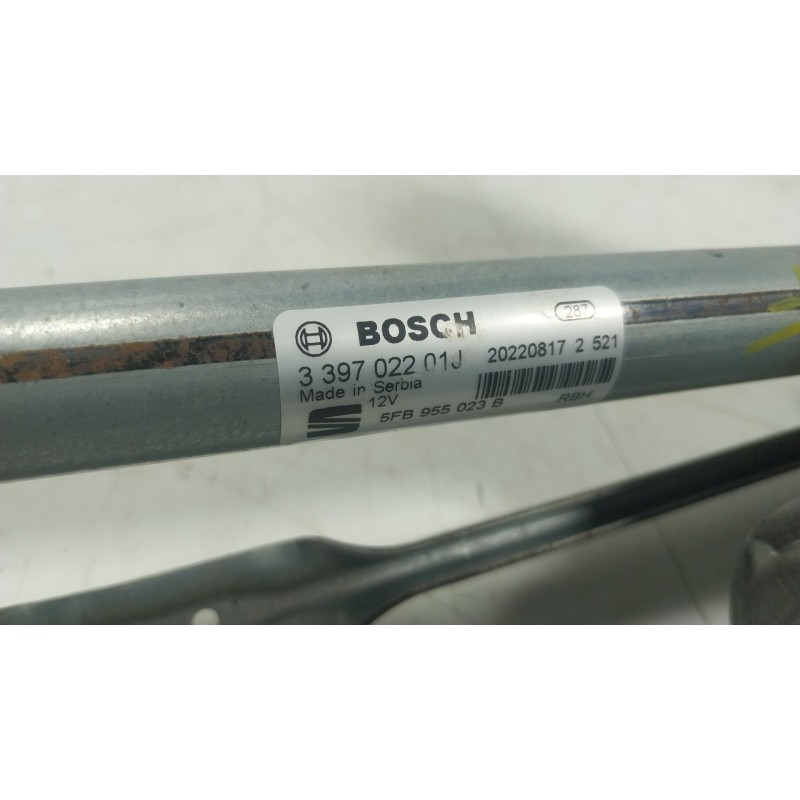 BOSCH
287
3 397 022 01J
20220817 2 521
Made in Serbia
12V
5FB 955 023 B
RBH